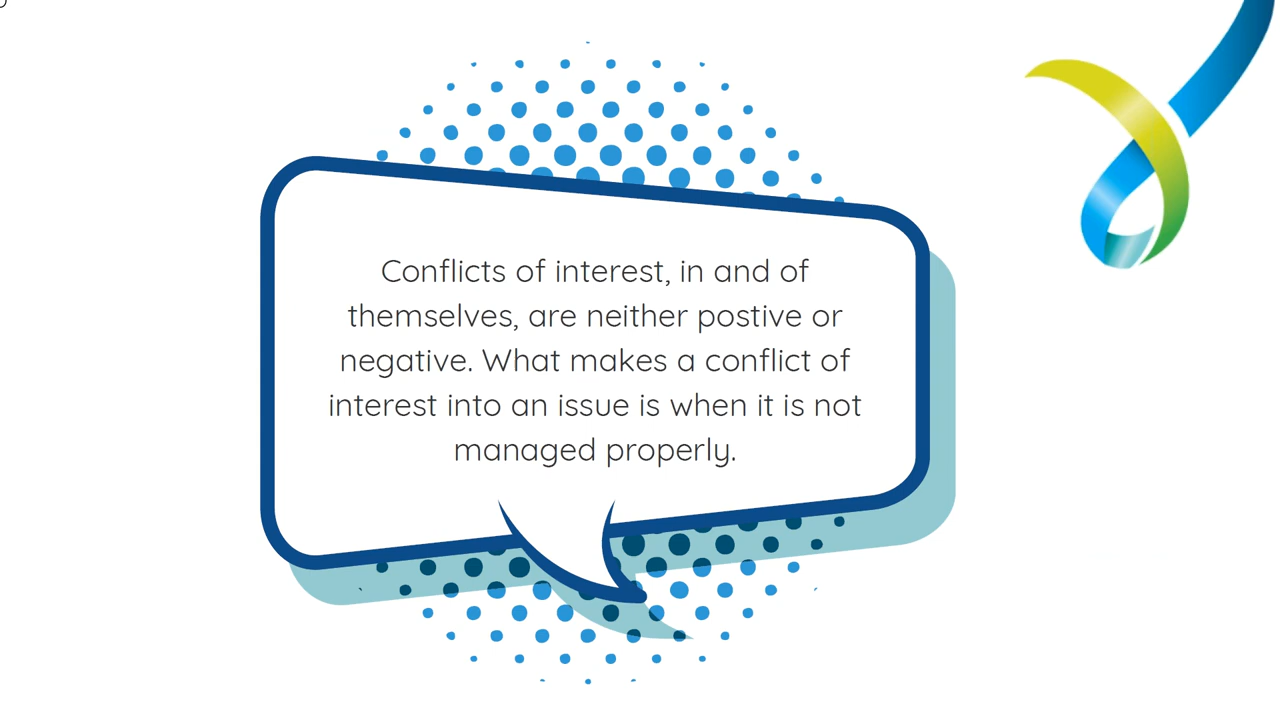 Conflicts of interest, in and of
themselves, are neither postive or
negative. What makes a conflict of
interest into an issue is when it is not
managed properly.